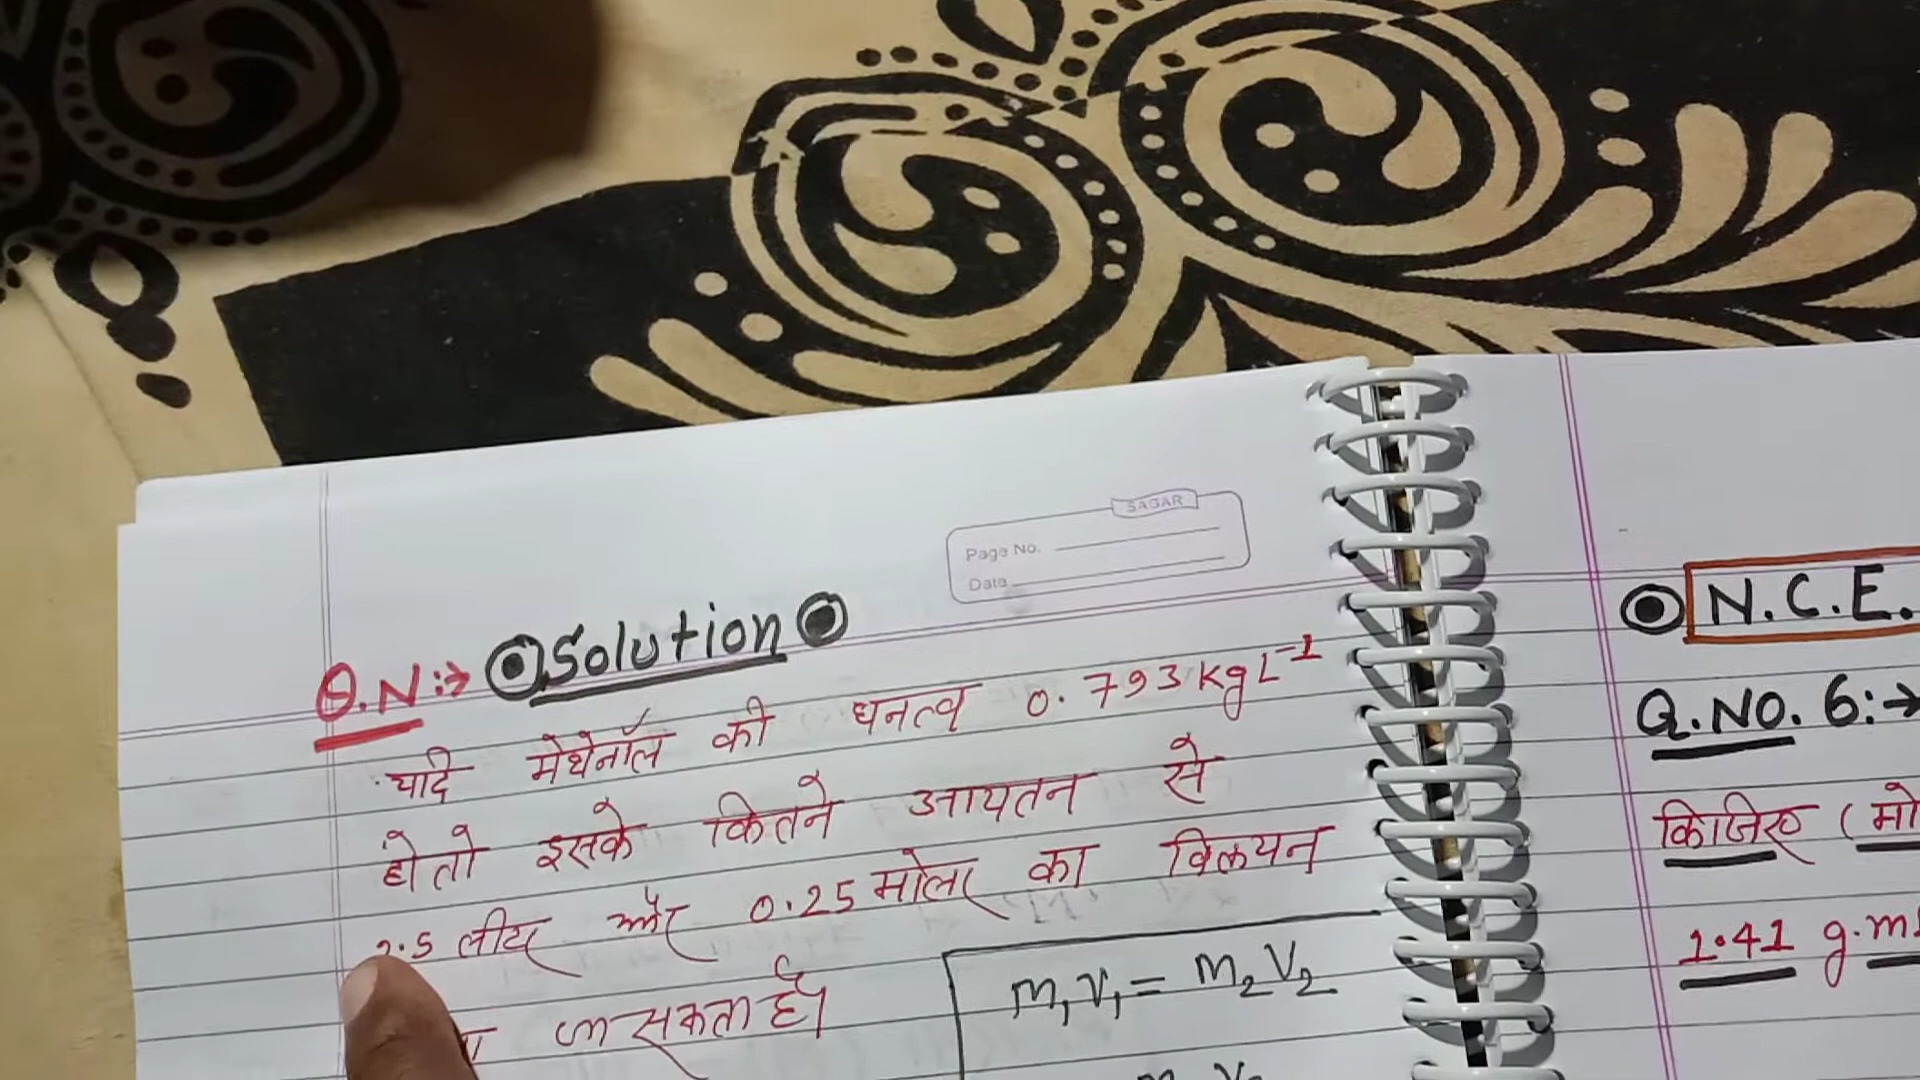 SAGAR
Page No.
Date
Solution
Q.N:→
यदि मेथेनॉल की घनत्व 0.793 kg L⁻¹
हो तो इसके कितने आयतन से
.5 लीटर और 0.25 मोलर का विलयन
जा सकता है।
m₁v₁ = m₂v₂
N.C.E.
Q.NO. 6:→
किजिए (मो
1.41 g.m